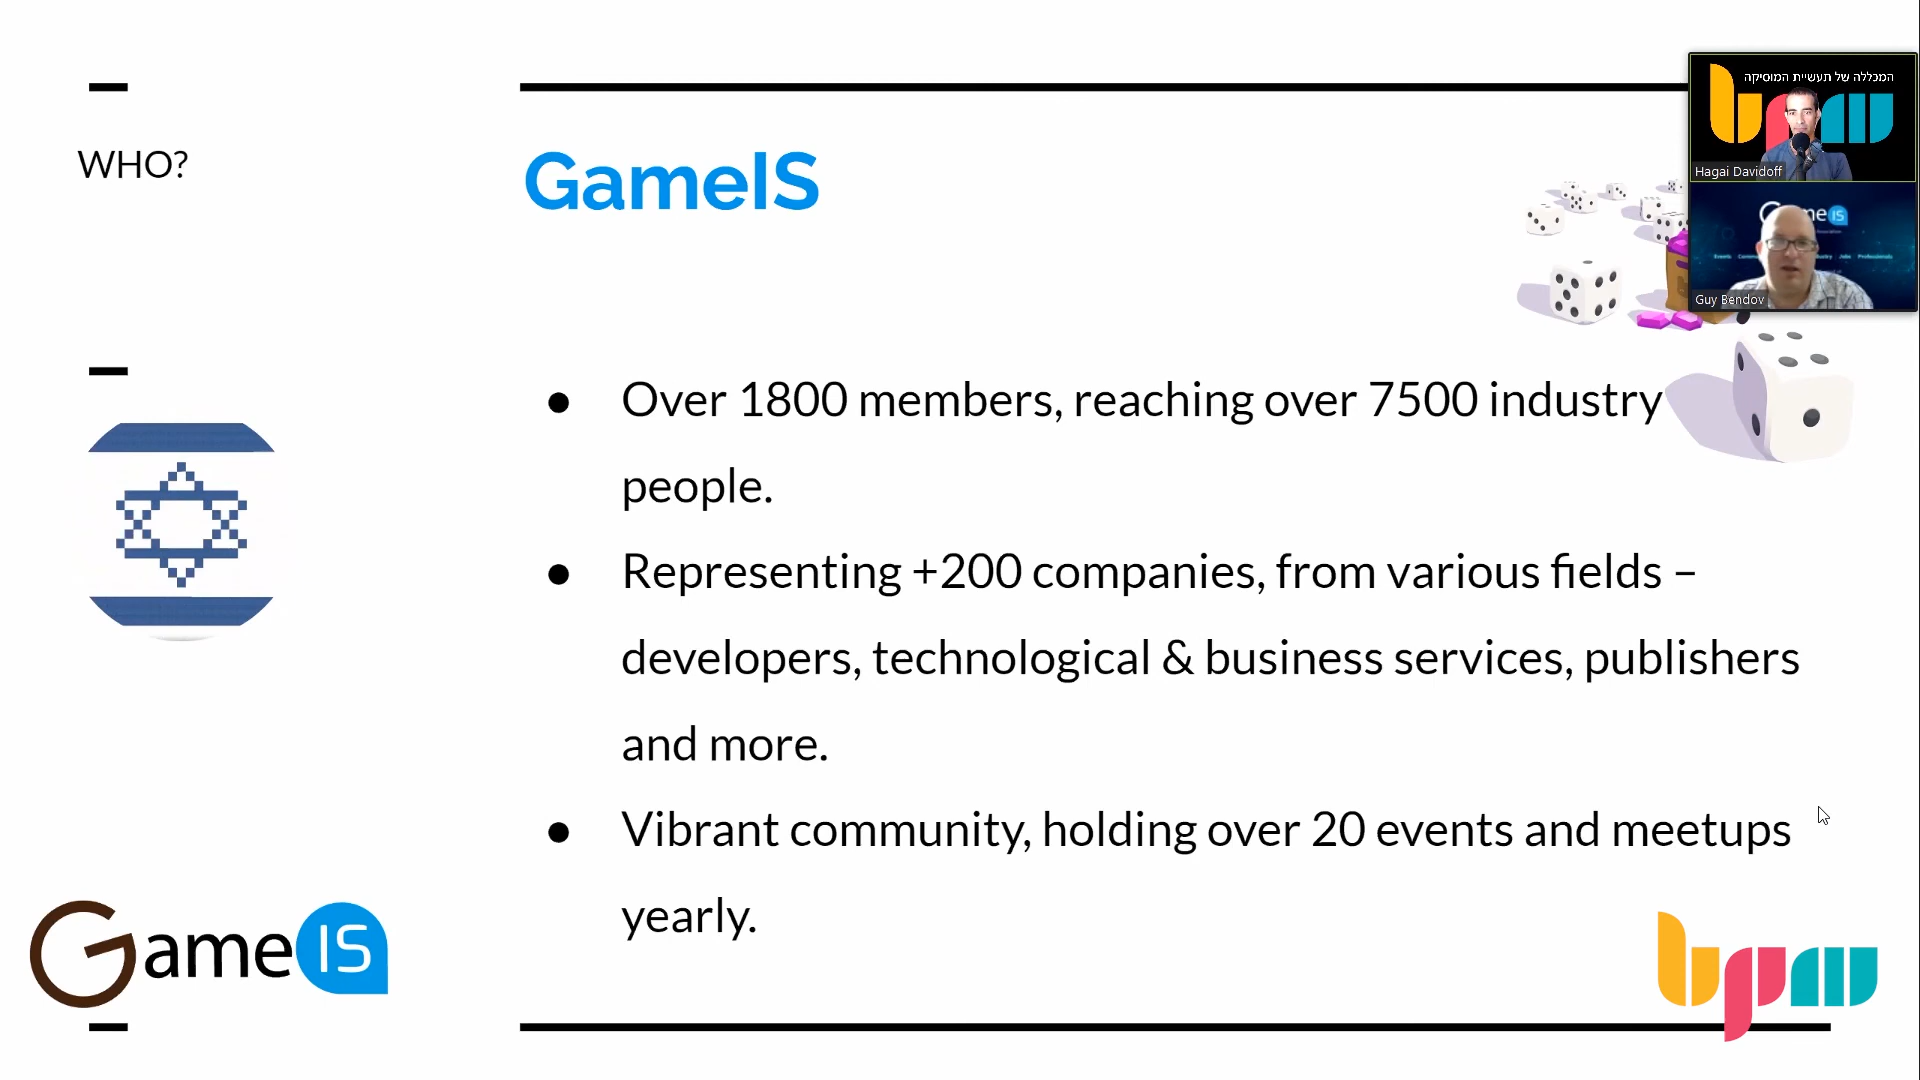 WHO?
GameIS
המכללה של תעשיית המוסיקה
bpm
Hagai Davidoff
Guy Bendov
● Over 1800 members, reaching over 7500 industry
people.
● Representing +200 companies, from various fields –
developers, technological & business services, publishers
and more.
● Vibrant community, holding over 20 events and meetups
yearly.
GameIS
bpm